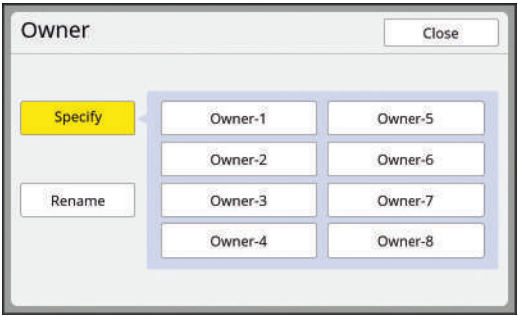 Owner
Close
Specify
Owner-1
Owner-5
Owner-2
Owner-6
Rename
Owner-3
Owner-7
Owner-4
Owner-8